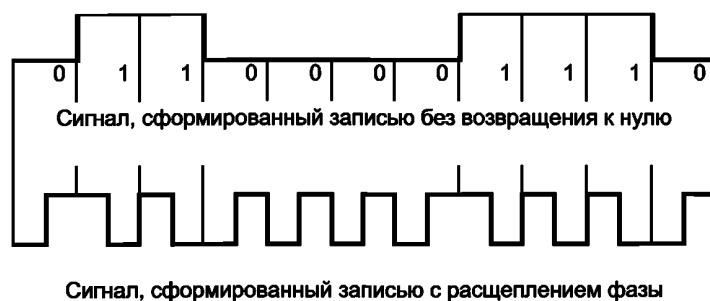 0 1 1 0 0 0 0 1 1 1 0
Сигнал, сформированный записью без возвращения к нулю
Сигнал, сформированный записью с расщеплением фазы